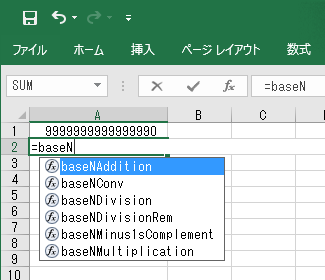 ファイル ホーム 挿入 ページ レイアウト 数式
SUM =baseN
A B C
1 9999999999999990
2 =baseN
3 baseNAddition
4 baseNConv
5 baseNDivision
6 baseNDivisionRem
7 baseNMinus1sComplement
8 baseNMultiplication
9
10